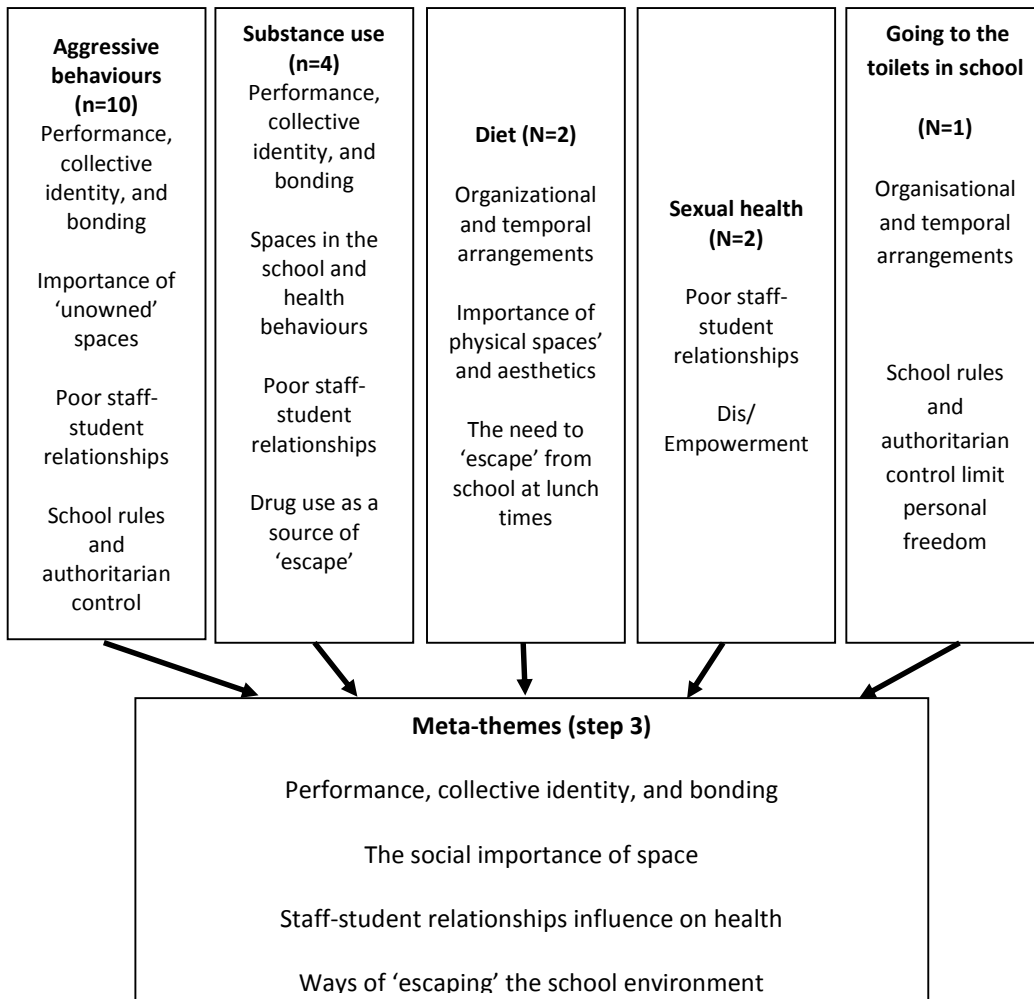 Aggressive
behaviours
(n=10)
Performance,
collective
identity, and
bonding
Importance of
‘unowned’
spaces
Poor staff-
student
relationships
School rules
and
authoritarian
control
Substance use
(n=4)
Performance,
collective
identity, and
bonding
Spaces in the
school and
health
behaviours
Poor staff-
student
relationships
Drug use as a
source of
‘escape’
Diet (N=2)
Organizational
and temporal
arrangements
Importance of
physical spaces’
and aesthetics
The need to
‘escape’ from
school at lunch
times
Sexual health
(N=2)
Poor staff-
student
relationships
Dis/
Empowerment
Going to the
toilets in school
(N=1)
Organisational
and temporal
arrangements
School rules
and
authoritarian
control limit
personal
freedom
Meta-themes (step 3)
Performance, collective identity, and bonding
The social importance of space
Staff-student relationships influence on health
Ways of ‘escaping’ the school environment